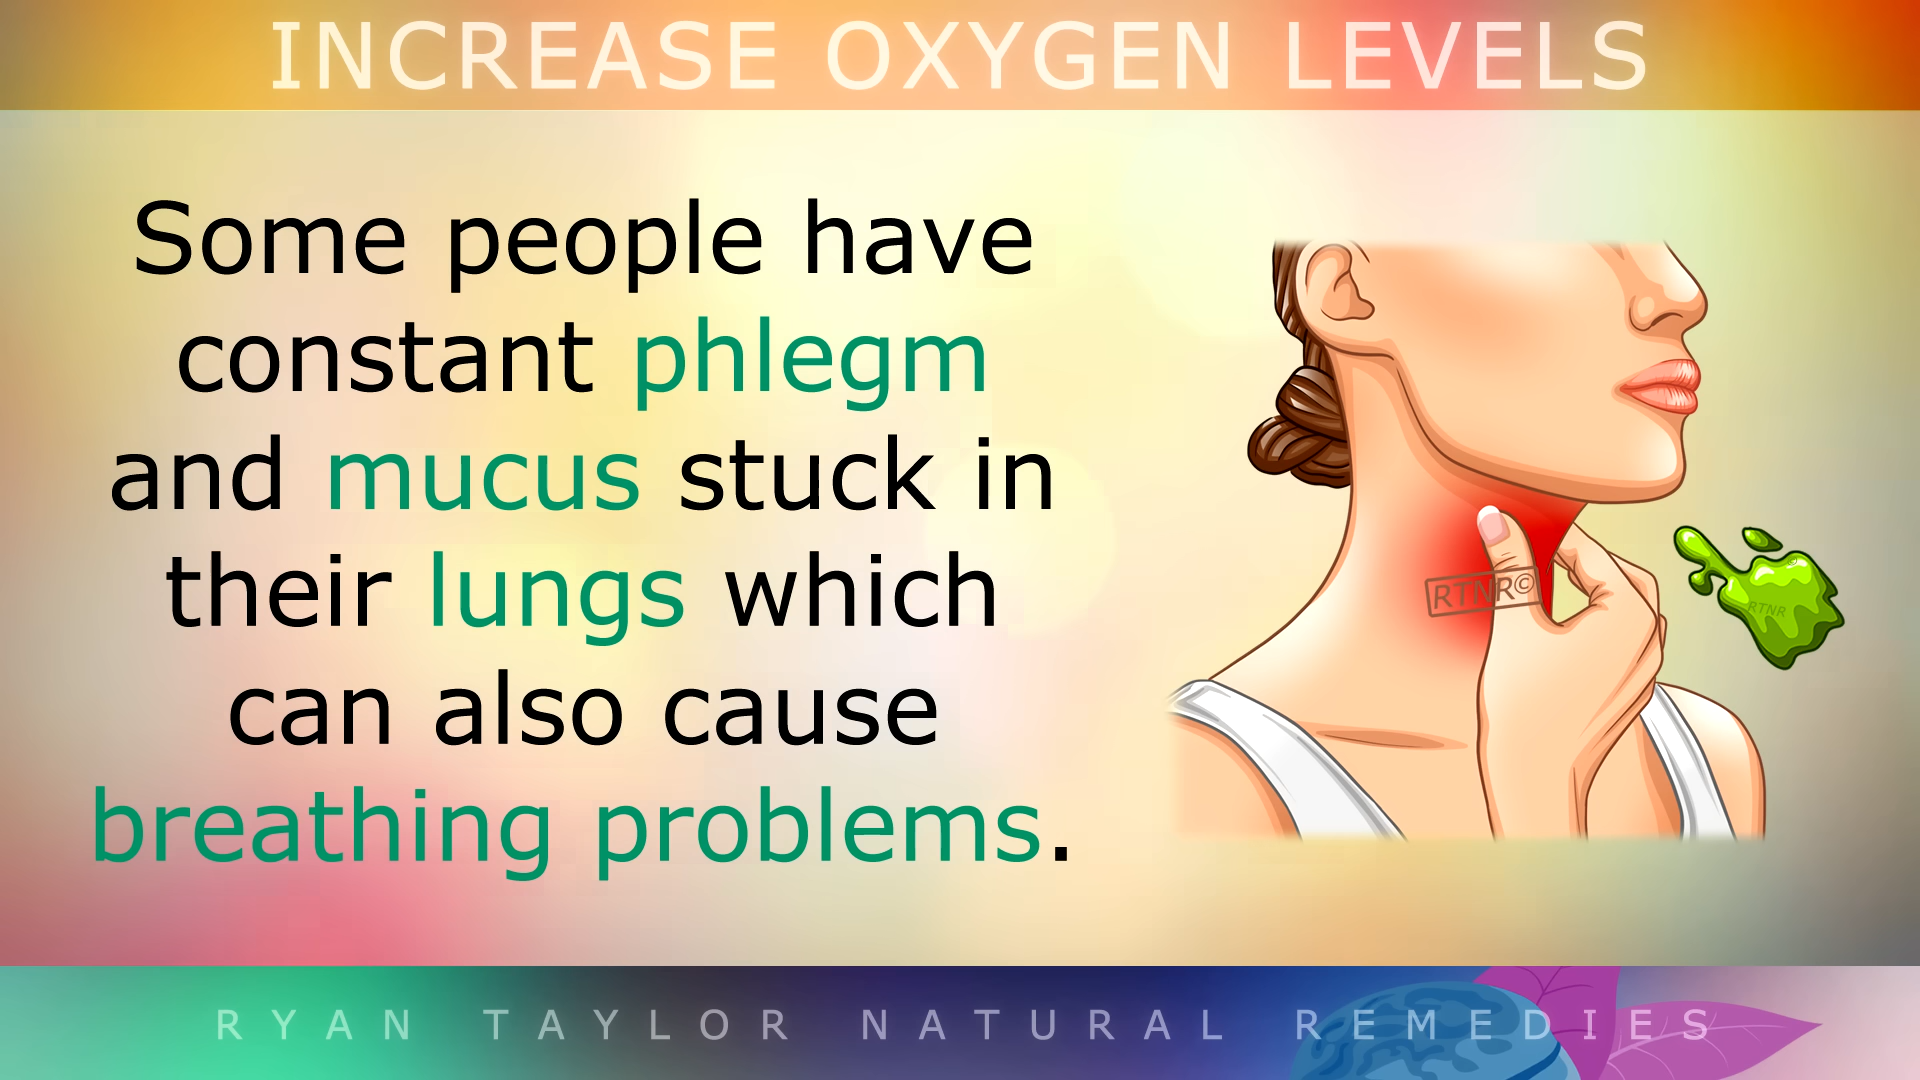 INCREASE OXYGEN LEVELS
Some people have
constant phlegm
and mucus stuck in
their lungs which
can also cause
breathing problems.
RTNR©
RTNR
RYAN TAYLOR NATURAL REMEDIES